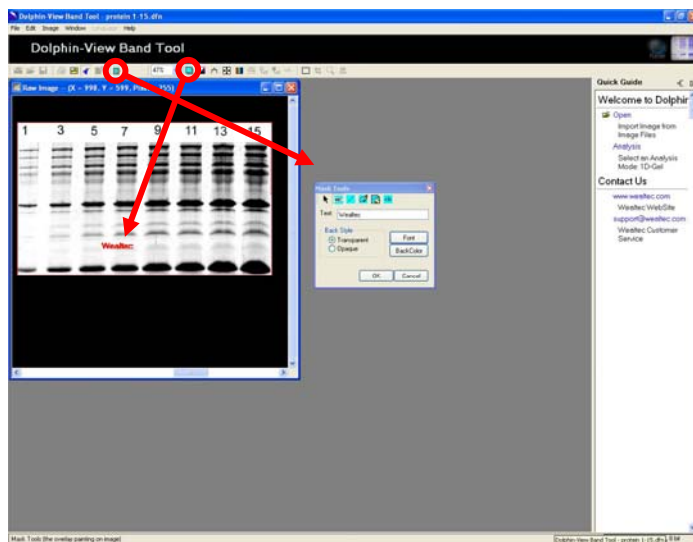 Dolphin-View Band Tool - protein 1-15.dfn
File Edit Image Window Help
Dolphin-View Band Tool
47%
Raw Image -- (X = 998, Y = 599, 255)
1 3 5 7 9 11 13 15
Wealtec
Mask Tools
Text Wealtec
Back Style
Transparent
Opaque
Font
BackColor
OK Cancel
Quick Guide
Welcome to Dolphin
Open
Import Image from
Image Files
Analysis
Select an Analysis
Mode: 1D-Gel
Contact Us
www.wealtec.com
Wealtec WebSite
support@wealtec.com
Wealtec Customer
Service
Mask Tools (the overlay painting on image)
Dolphin-View Band Tool - protein 1-15.dfn 8 bit